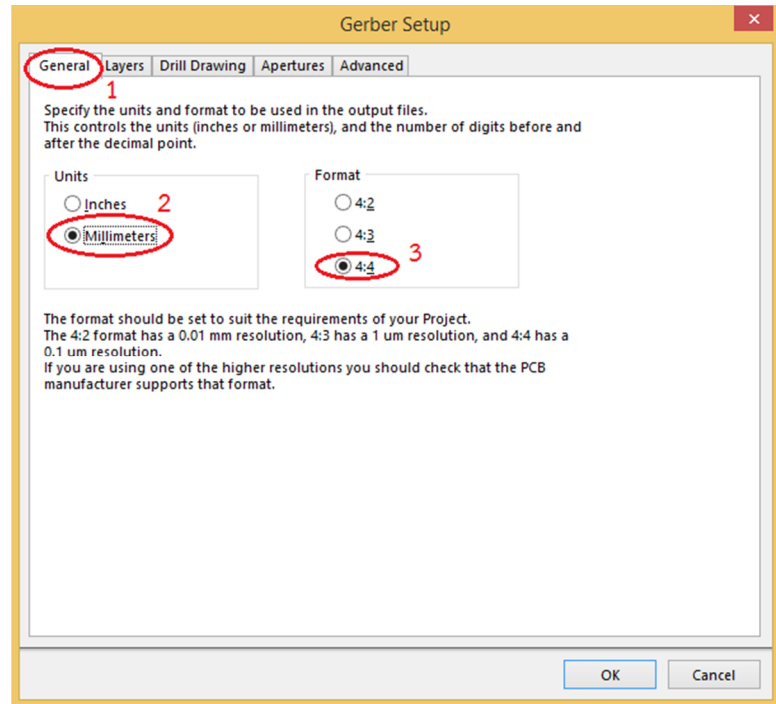 Gerber Setup
General Layers Drill Drawing Apertures Advanced
1
Specify the units and format to be used in the output files.
This controls the units (inches or millimeters), and the number of digits before and
after the decimal point.
Units
Inches 2
Millimeters
Format
4:2
4:3
4:4 3
The format should be set to suit the requirements of your Project.
The 4:2 format has a 0.01 mm resolution, 4:3 has a 1 um resolution, and 4:4 has a
0.1 um resolution.
If you are using one of the higher resolutions you should check that the PCB
manufacturer supports that format.
OK Cancel